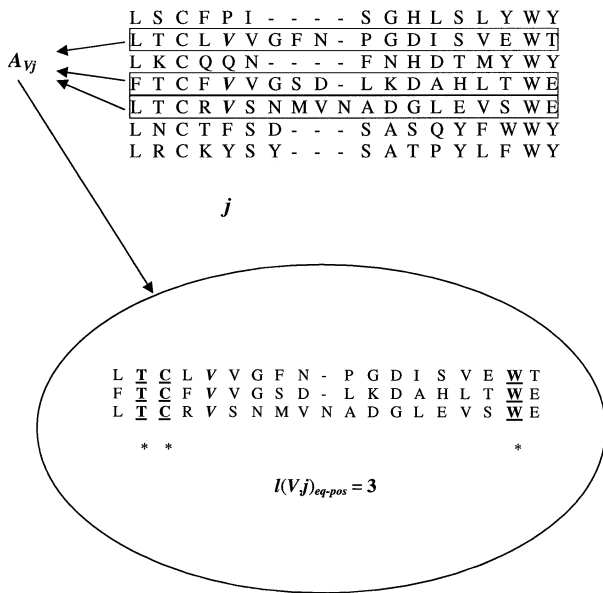 L S C F P I - - - - S G H L S L Y W Y
L T C L V V G F N - P G D I S V E W T
A_Vj
L K C Q Q N - - - - F N H D T M Y W Y
F T C F V V G S D - L K D A H L T W E
L T C R V S N M V N A D G L E V S W E
L N C T F S D - - - S A S Q Y F W W Y
L R C K Y S Y - - - S A T P Y L F W Y
j
L T C L V V G F N - P G D I S V E W T
F T C F V V G S D - L K D A H L T W E
L T C R V S N M V N A D G L E V S W E
* * *
l(V,j)eq-pos = 3